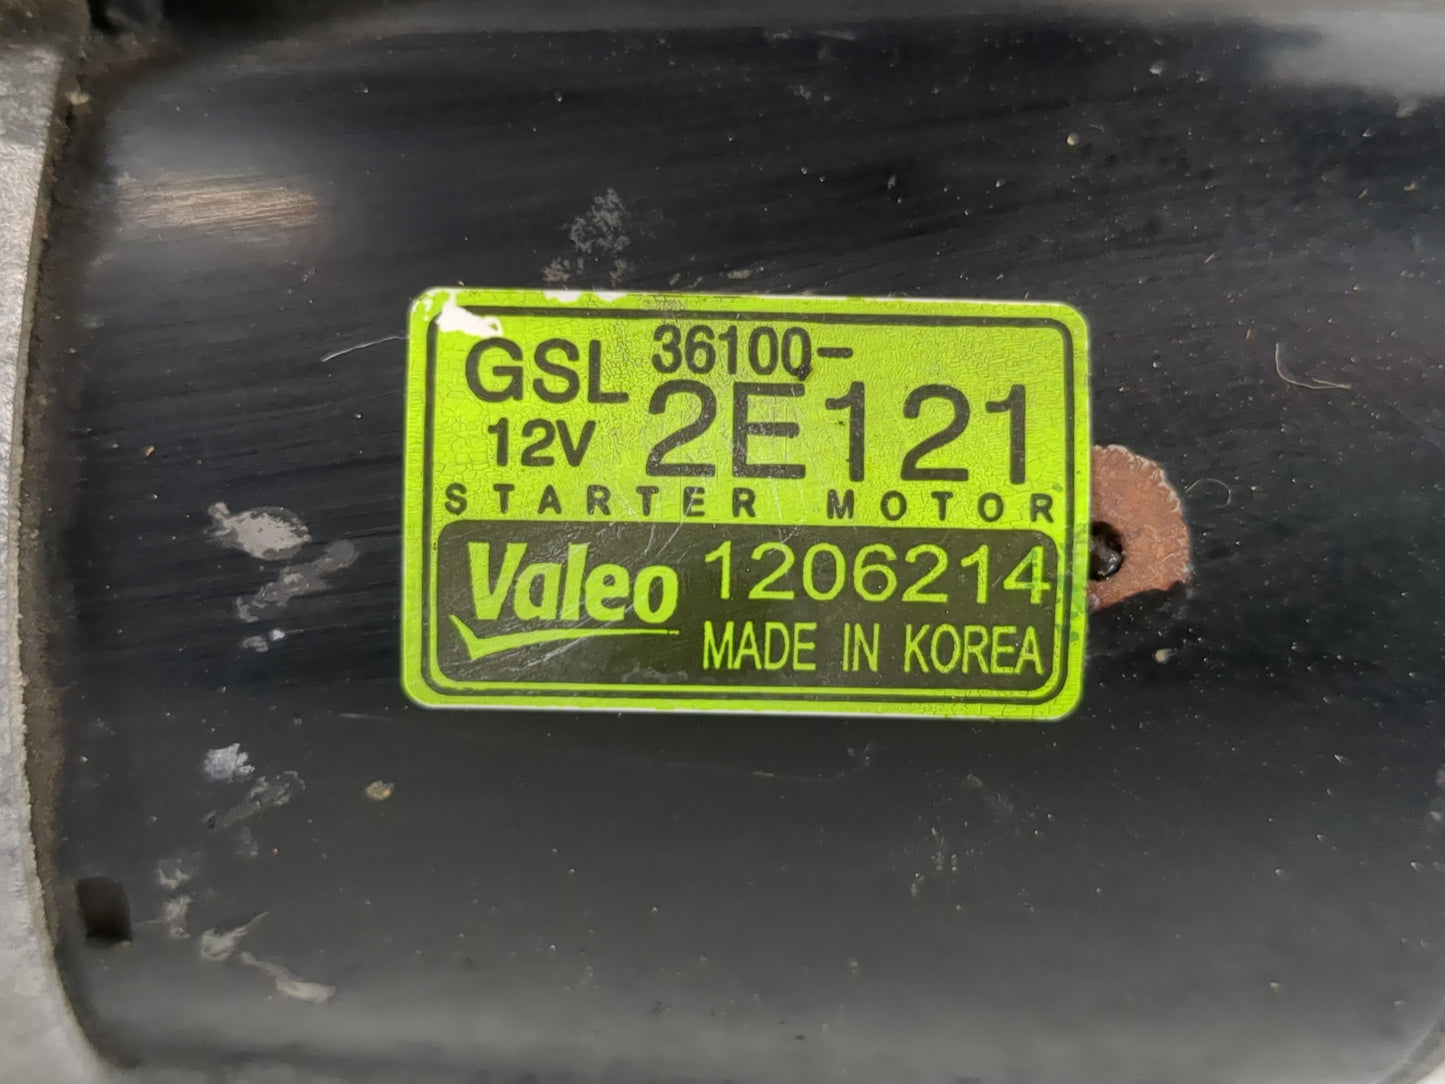 GSL 36100-
12V 2E121
STARTER MOTOR
Valeo 1206214
MADE IN KOREA